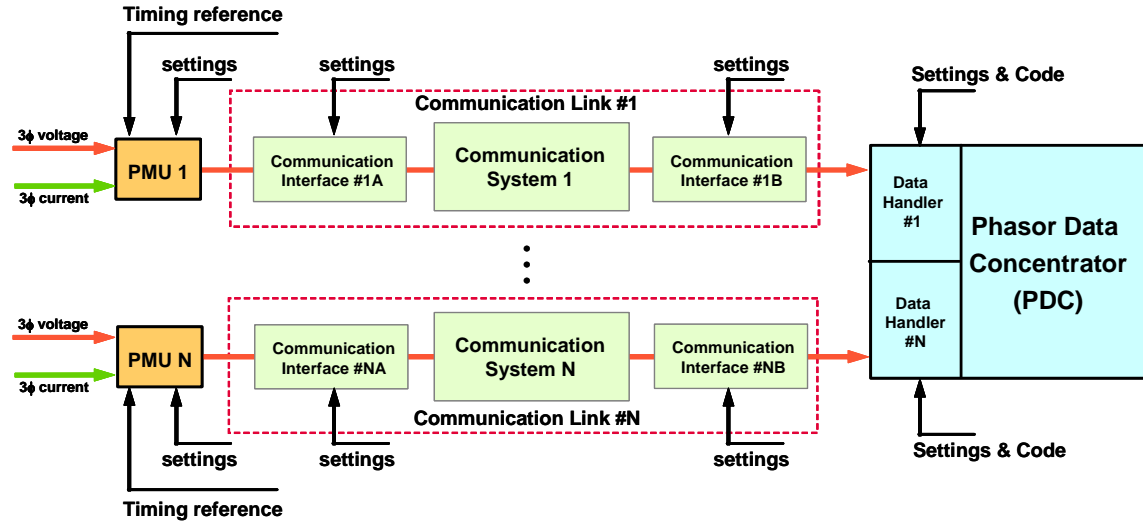 Timing reference
settings
settings
settings
Settings & Code
Communication Link #1
3ϕ voltage
PMU 1
3ϕ current
Communication
Interface #1A
Communication
System 1
Communication
Interface #1B
Data
Handler
#1
Phasor Data
Concentrator
(PDC)
3ϕ voltage
PMU N
3ϕ current
Communication
Interface #NA
Communication
System N
Communication
Interface #NB
Data
Handler
#N
Communication Link #N
settings
settings
settings
Settings & Code
Timing reference